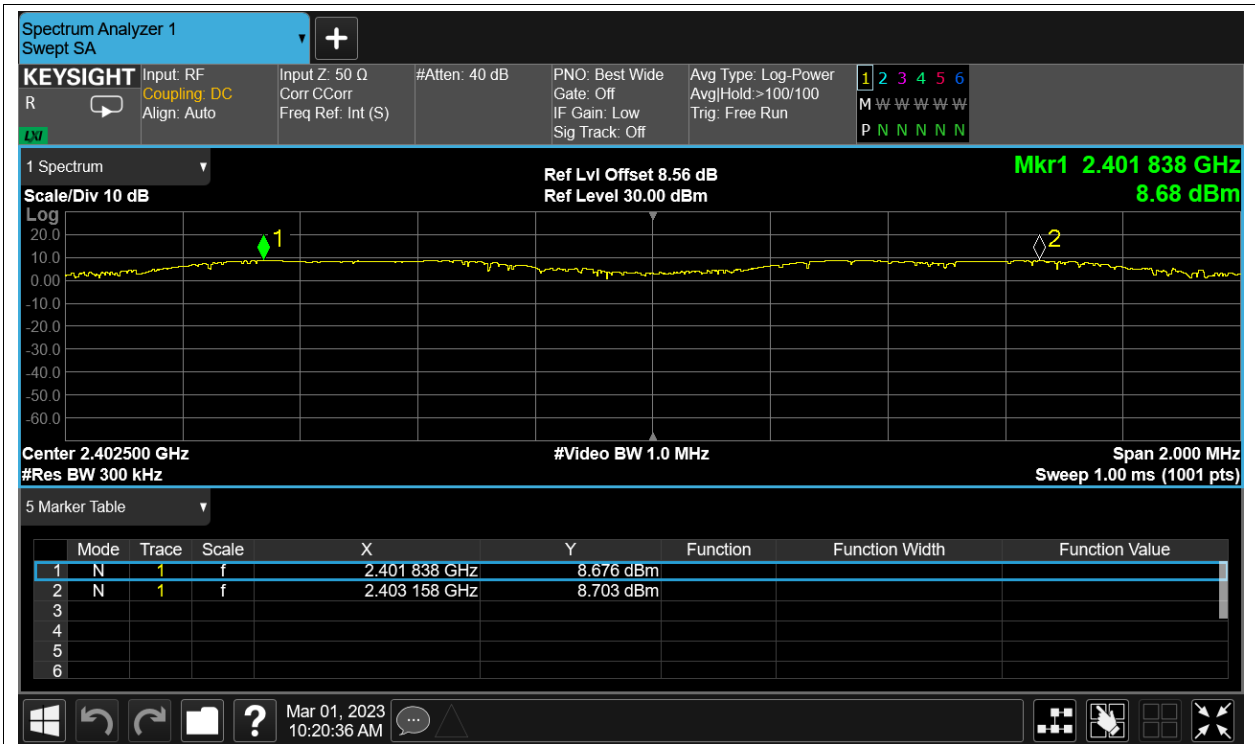 Spectrum Analyzer 1
Swept SA
KEYSIGHT
R
LXI
Input: RF
Coupling: DC
Align: Auto
Input Z: 50 Ω
Corr CCorr
Freq Ref: Int (S)
#Atten: 40 dB
PNO: Best Wide
Gate: Off
IF Gain: Low
Sig Track: Off
Avg Type: Log-Power
Avg|Hold:>100/100
Trig: Free Run
1 2 3 4 5 6
M W W W W W
P N N N N N
1 Spectrum
Scale/Div 10 dB
Ref Lvl Offset 8.56 dB
Ref Level 30.00 dBm
Mkr1 2.401 838 GHz
8.68 dBm
Log
20.0
10.0
0.00
-10.0
-20.0
-30.0
-40.0
-50.0
-60.0
1
2
Center 2.402500 GHz
#Res BW 300 kHz
#Video BW 1.0 MHz
Span 2.000 MHz
Sweep 1.00 ms (1001 pts)
5 Marker Table
Mode Trace Scale X Y Function Function Width Function Value
1 N 1 f 2.401 838 GHz 8.676 dBm
2 N 1 f 2.403 158 GHz 8.703 dBm
3
4
5
6
?
Mar 01, 2023
10:20:36 AM